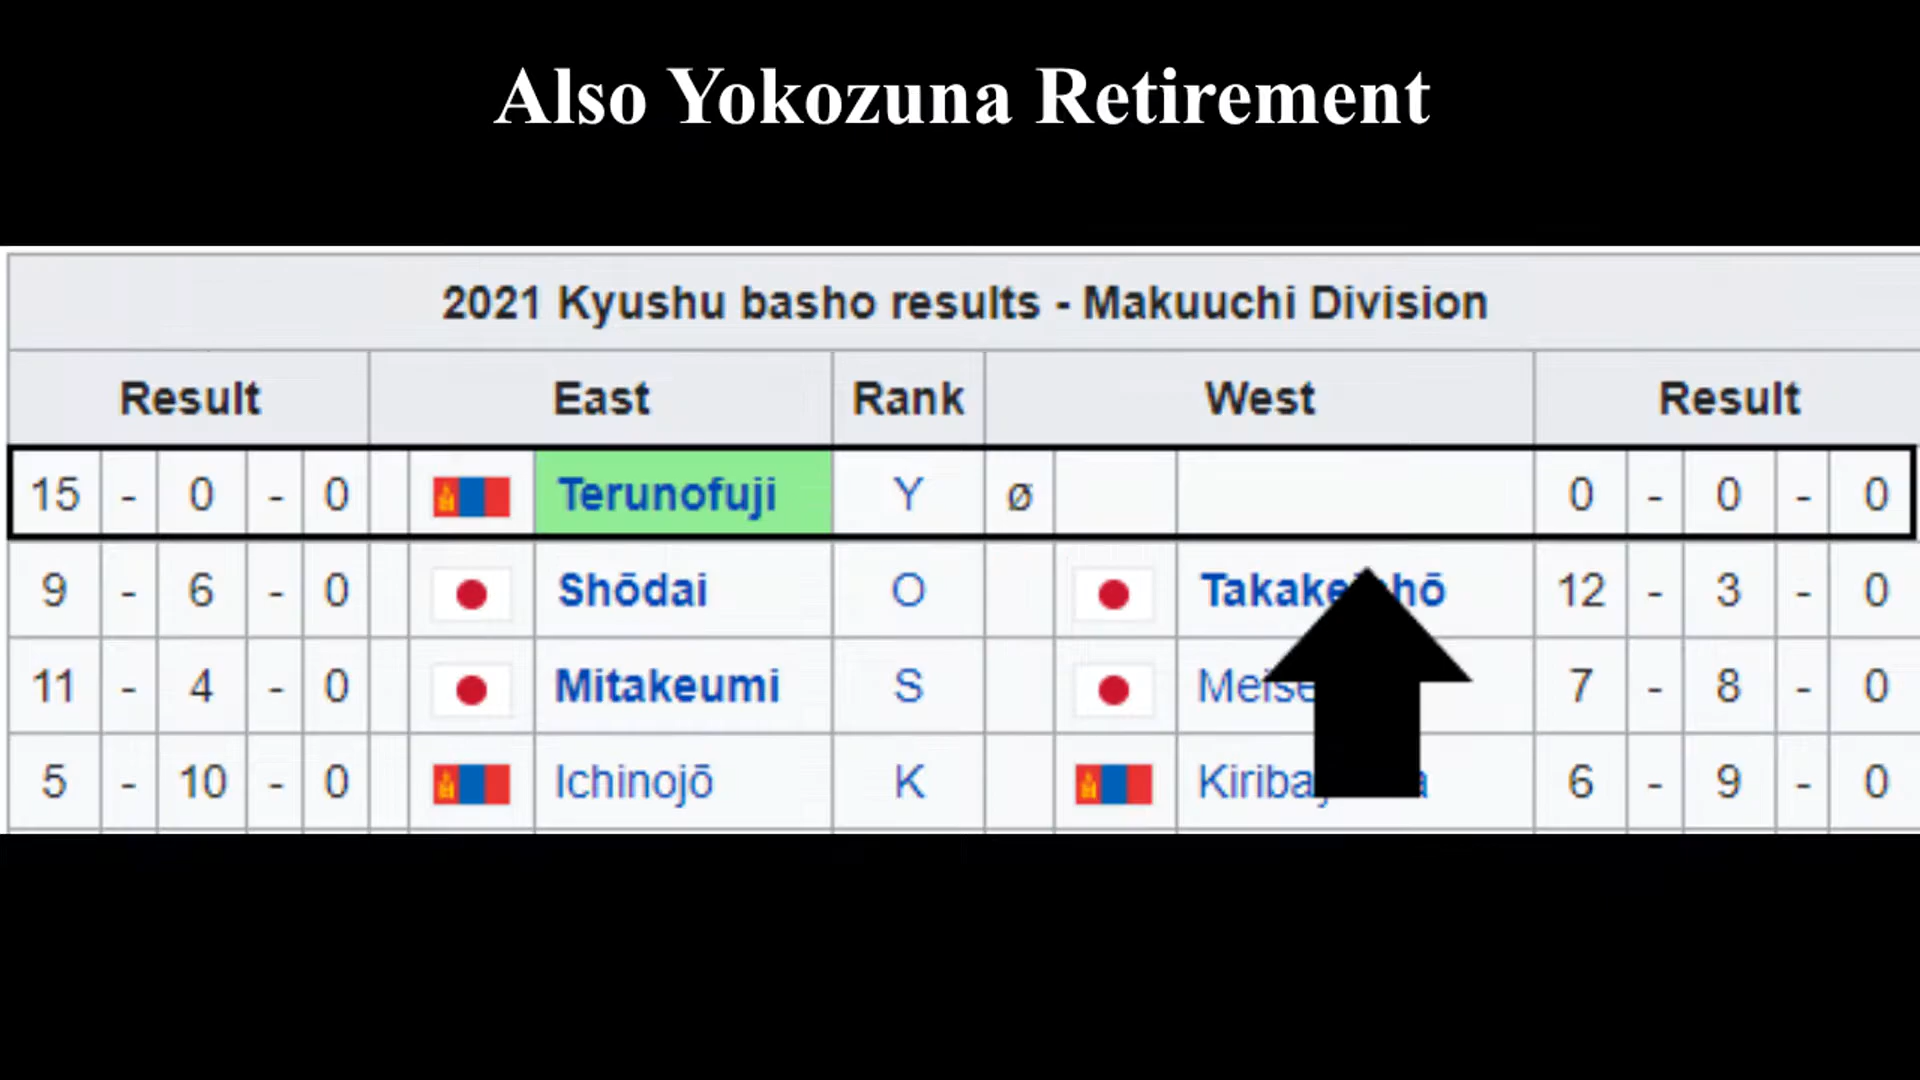 Also Yokozuna Retirement
2021 Kyushu basho results - Makuuchi Division
Result East Rank West Result
15 - 0 - 0 Terunofuji Y ø 0 - 0 - 0
9 - 6 - 0 Shōdai O 12 - 3 - 0
11 - 4 - 0 Mitakeumi S 7 - 8 - 0
5 - 10 - 0 Ichinojō K 6 - 9 - 0